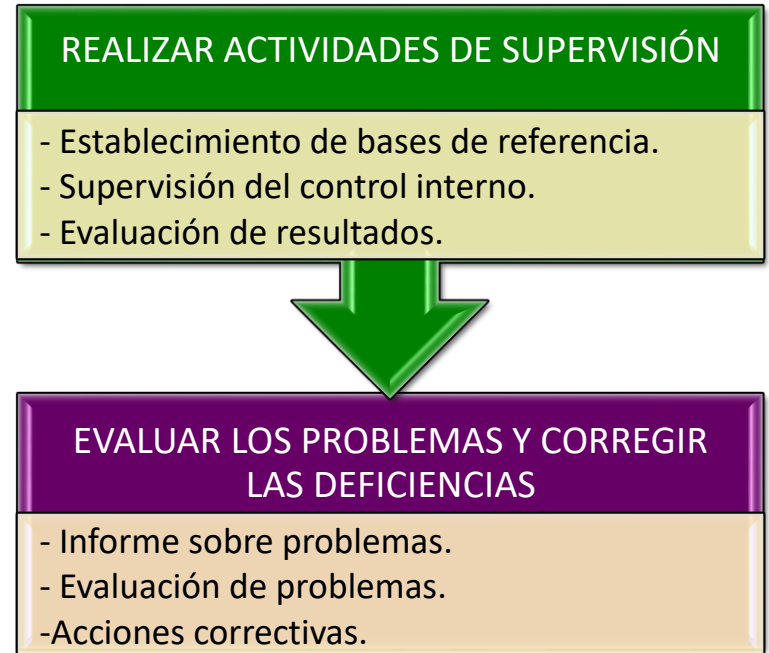 REALIZAR ACTIVIDADES DE SUPERVISIÓN
- Establecimiento de bases de referencia.
- Supervisión del control interno.
- Evaluación de resultados.
EVALUAR LOS PROBLEMAS Y CORREGIR
LAS DEFICIENCIAS
- Informe sobre problemas.
- Evaluación de problemas.
-Acciones correctivas.